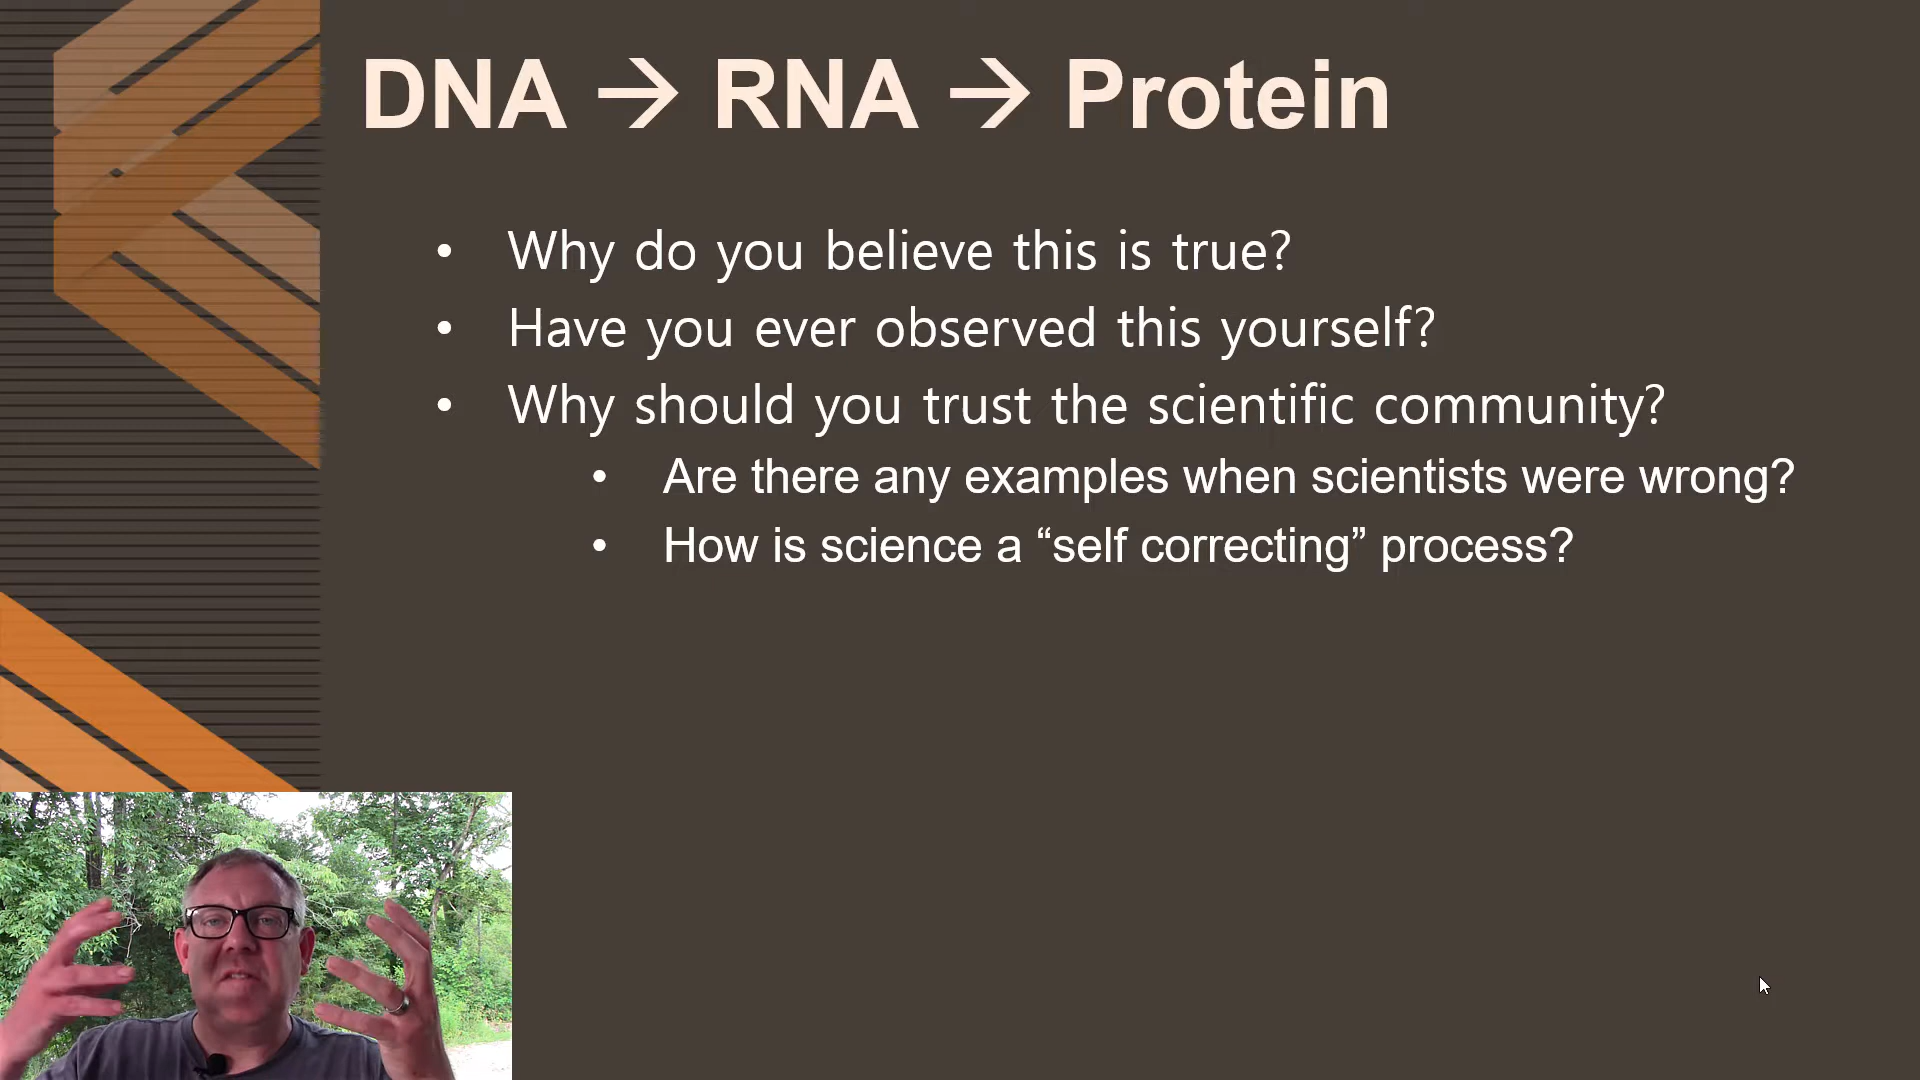 DNA → RNA → Protein
• Why do you believe this is true?
• Have you ever observed this yourself?
• Why should you trust the scientific community?
• Are there any examples when scientists were wrong?
• How is science a “self correcting” process?